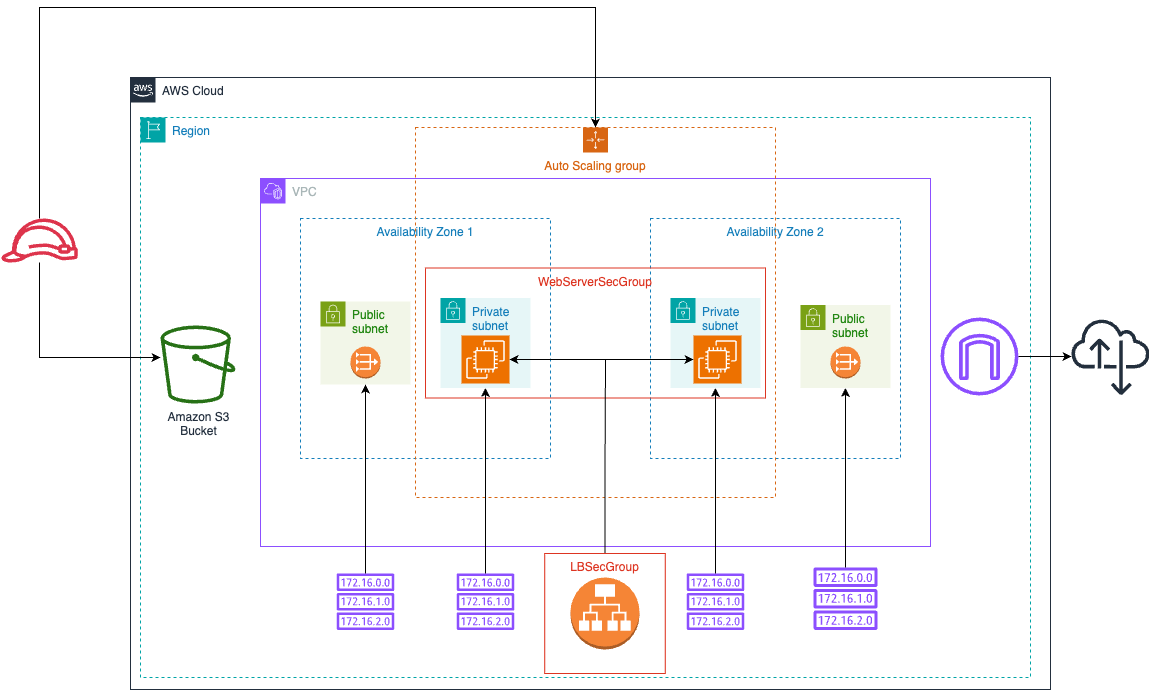 aws
AWS Cloud
Region
Auto Scaling group
VPC
Availability Zone 1
Availability Zone 2
WebServerSecGroup
Public
subnet
Private
subnet
Private
subnet
Public
subnet
Amazon S3
Bucket
LBSecGroup
172.16.0.0
172.16.1.0
172.16.2.0
172.16.0.0
172.16.1.0
172.16.2.0
172.16.0.0
172.16.1.0
172.16.2.0
172.16.0.0
172.16.1.0
172.16.2.0